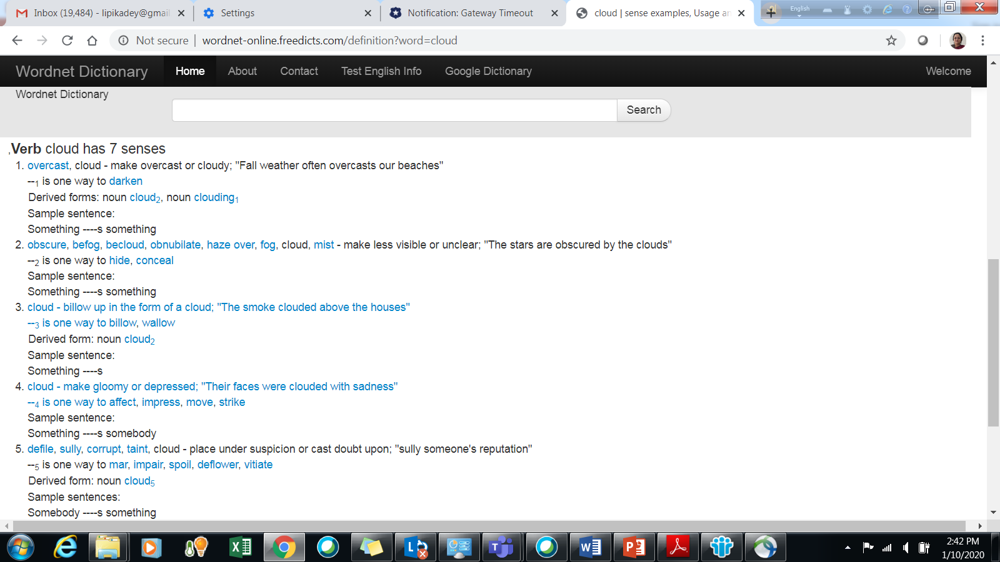 Inbox (19,484) - lipikadey@gmail
Settings
Notification: Gateway Timeout
cloud | sense examples, Usage an
English
Not secure | wordnet-online.freedicts.com/definition?word=cloud
Wordnet Dictionary Home About Contact Test English Info Google Dictionary Welcome
Wordnet Dictionary
Search
,Verb cloud has 7 senses
1. overcast, cloud - make overcast or cloudy; "Fall weather often overcasts our beaches"
--1 is one way to darken
Derived forms: noun cloud2, noun clouding1
Sample sentence:
Something ----s something
2. obscure, befog, becloud, obnubilate, haze over, fog, cloud, mist - make less visible or unclear; "The stars are obscured by the clouds"
--2 is one way to hide, conceal
Sample sentence:
Something ----s something
3. cloud - billow up in the form of a cloud; "The smoke clouded above the houses"
--3 is one way to billow, wallow
Derived form: noun cloud2
Sample sentence:
Something ----s
4. cloud - make gloomy or depressed; "Their faces were clouded with sadness"
--4 is one way to affect, impress, move, strike
Sample sentence:
Something ----s somebody
5. defile, sully, corrupt, taint, cloud - place under suspicion or cast doubt upon; "sully someone's reputation"
--5 is one way to mar, impair, spoil, deflower, vitiate
Derived form: noun cloud5
Sample sentences:
Somebody ----s something
2:42 PM
1/10/2020